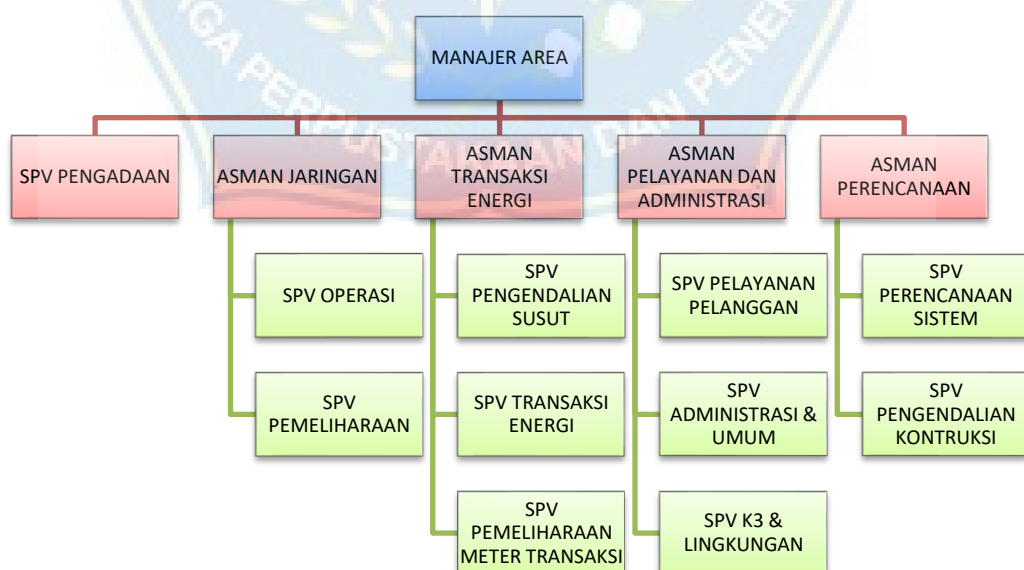 MANAJER AREA
SPV PENGADAAN
ASMAN JARINGAN
ASMAN
TRANSAKSI
ENERGI
ASMAN
PELAYANAN DAN
ADMINISTRASI
ASMAN
PERENCANAAN
SPV OPERASI
SPV
PEMELIHARAAN
SPV
PENGENDALIAN
SUSUT
SPV TRANSAKSI
ENERGI
SPV
PEMELIHARAAN
METER TRANSAKSI
SPV PELAYANAN
PELANGGAN
SPV
ADMINISTRASI &
UMUM
SPV K3 &
LINGKUNGAN
SPV
PERENCANAAN
SISTEM
SPV
PENGENDALIAN
KONTRUKSI